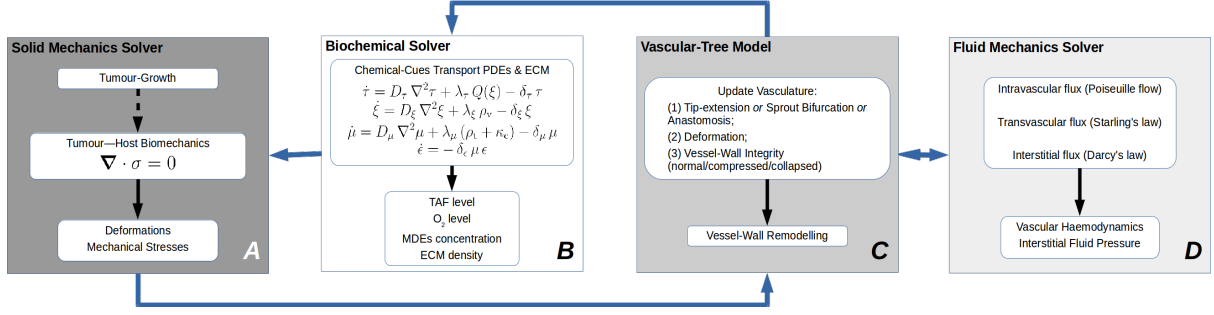 Solid Mechanics Solver
Tumour-Growth
Tumour—Host Biomechanics
∇ · σ = 0
Deformations
Mechanical Stresses
A
Biochemical Solver
Chemical-Cues Transport PDEs & ECM
τ̇ = D_τ ∇²τ + λ_τ Q(ξ) − δ_τ τ
ξ̇ = D_ξ ∇²ξ + λ_ξ ρ_v − δ_ξ ξ
μ̇ = D_μ ∇²μ + λ_μ (ρ_t + κ_c) − δ_μ μ
ϵ̇ = − δ_ϵ μ ϵ
TAF level
O₂ level
MDEs concentration
ECM density
B
Vascular-Tree Model
Update Vasculature:
(1) Tip-extension or Sprout Bifurcation or
Anastomosis;
(2) Deformation;
(3) Vessel-Wall Integrity
(normal/compressed/collapsed)
Vessel-Wall Remodelling
C
Fluid Mechanics Solver
Intravascular flux (Poiseuille flow)
Transvascular flux (Starling's law)
Interstitial flux (Darcy's law)
Vascular Haemodynamics
Interstitial Fluid Pressure
D